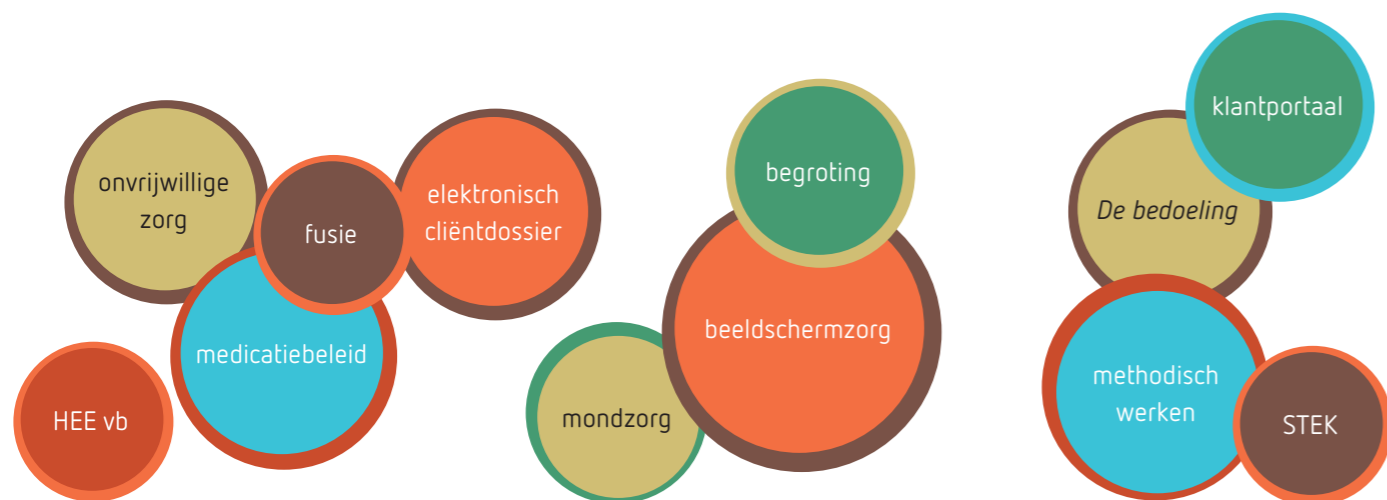 onvrijwillige
zorg
fusie
elektronisch
cliëntdossier
medicatiebeleid
HEE vb
begroting
beeldschermzorg
mondzorg
klantportaal
De bedoeling
methodisch
werken
STEK